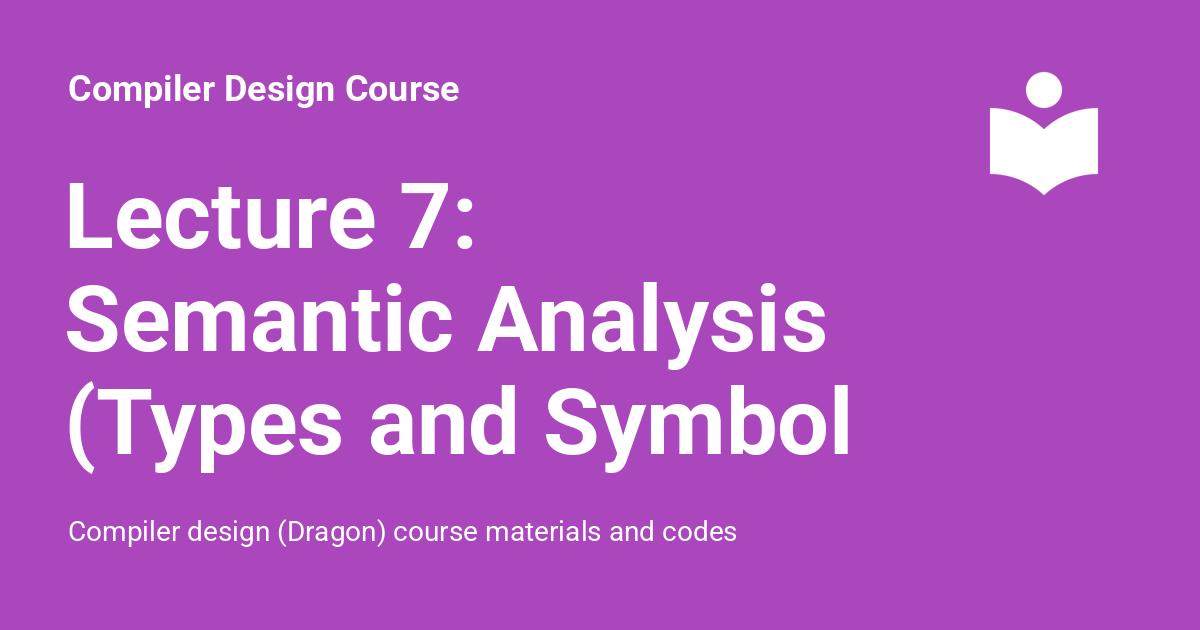 Compiler Design Course
Lecture 7:
Semantic Analysis
(Types and Symbol
Compiler design (Dragon) course materials and codes